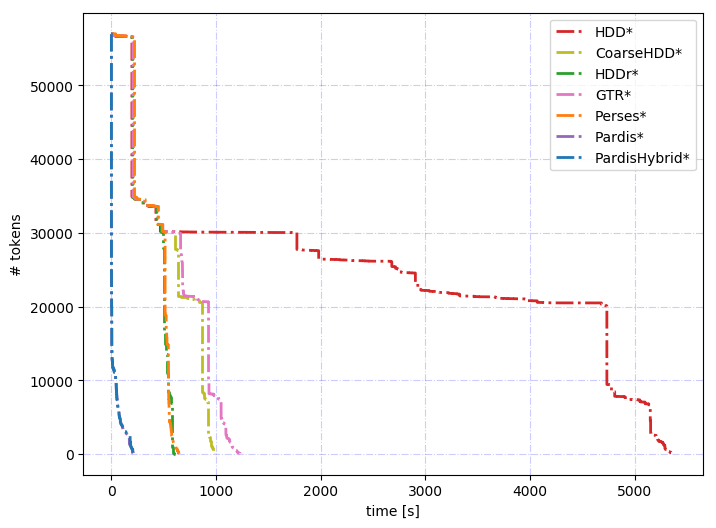 HDD*
CoarseHDD*
HDDr*
GTR*
Perses*
Pardis*
PardisHybrid*
# tokens
50000
40000
30000
20000
10000
0
0 1000 2000 3000 4000 5000
time [s]